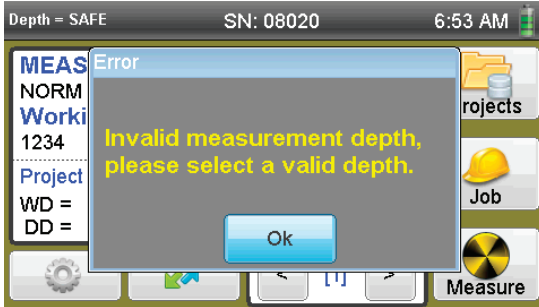 Depth = SAFE SN: 08020 6:53 AM
Error
MEAS
NORM
Worki
1234
Project
WD =
DD =
Invalid measurement depth,
please select a valid depth.
Ok
rojects
Job
< [1] >
Measure